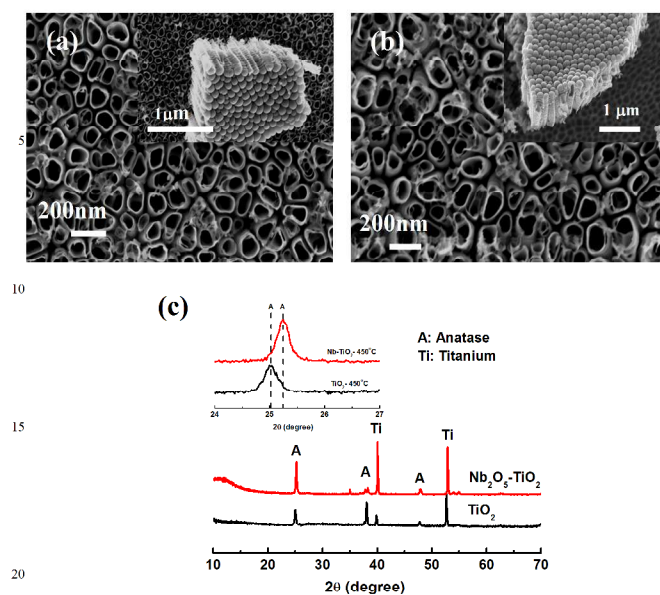 (a)
1μm
200nm
(b)
1 μm
200nm
5
10
(c)
A A
Nb-TiO2- 450°C
TiO2- 450°C
24 25 26 27
2θ (degree)
A: Anatase
Ti: Titanium
15
A A Ti A Ti
Nb2O5-TiO2
TiO2
10 20 30 40 50 60 70
2θ (degree)
20